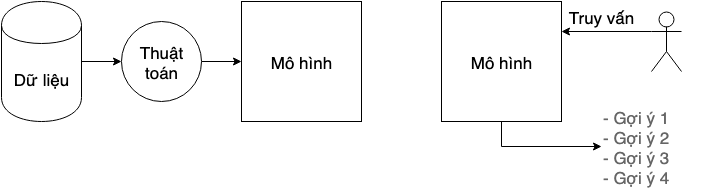 Dữ liệu
Thuật
toán
Mô hình
Mô hình
Truy vấn
- Gợi ý 1
- Gợi ý 2
- Gợi ý 3
- Gợi ý 4